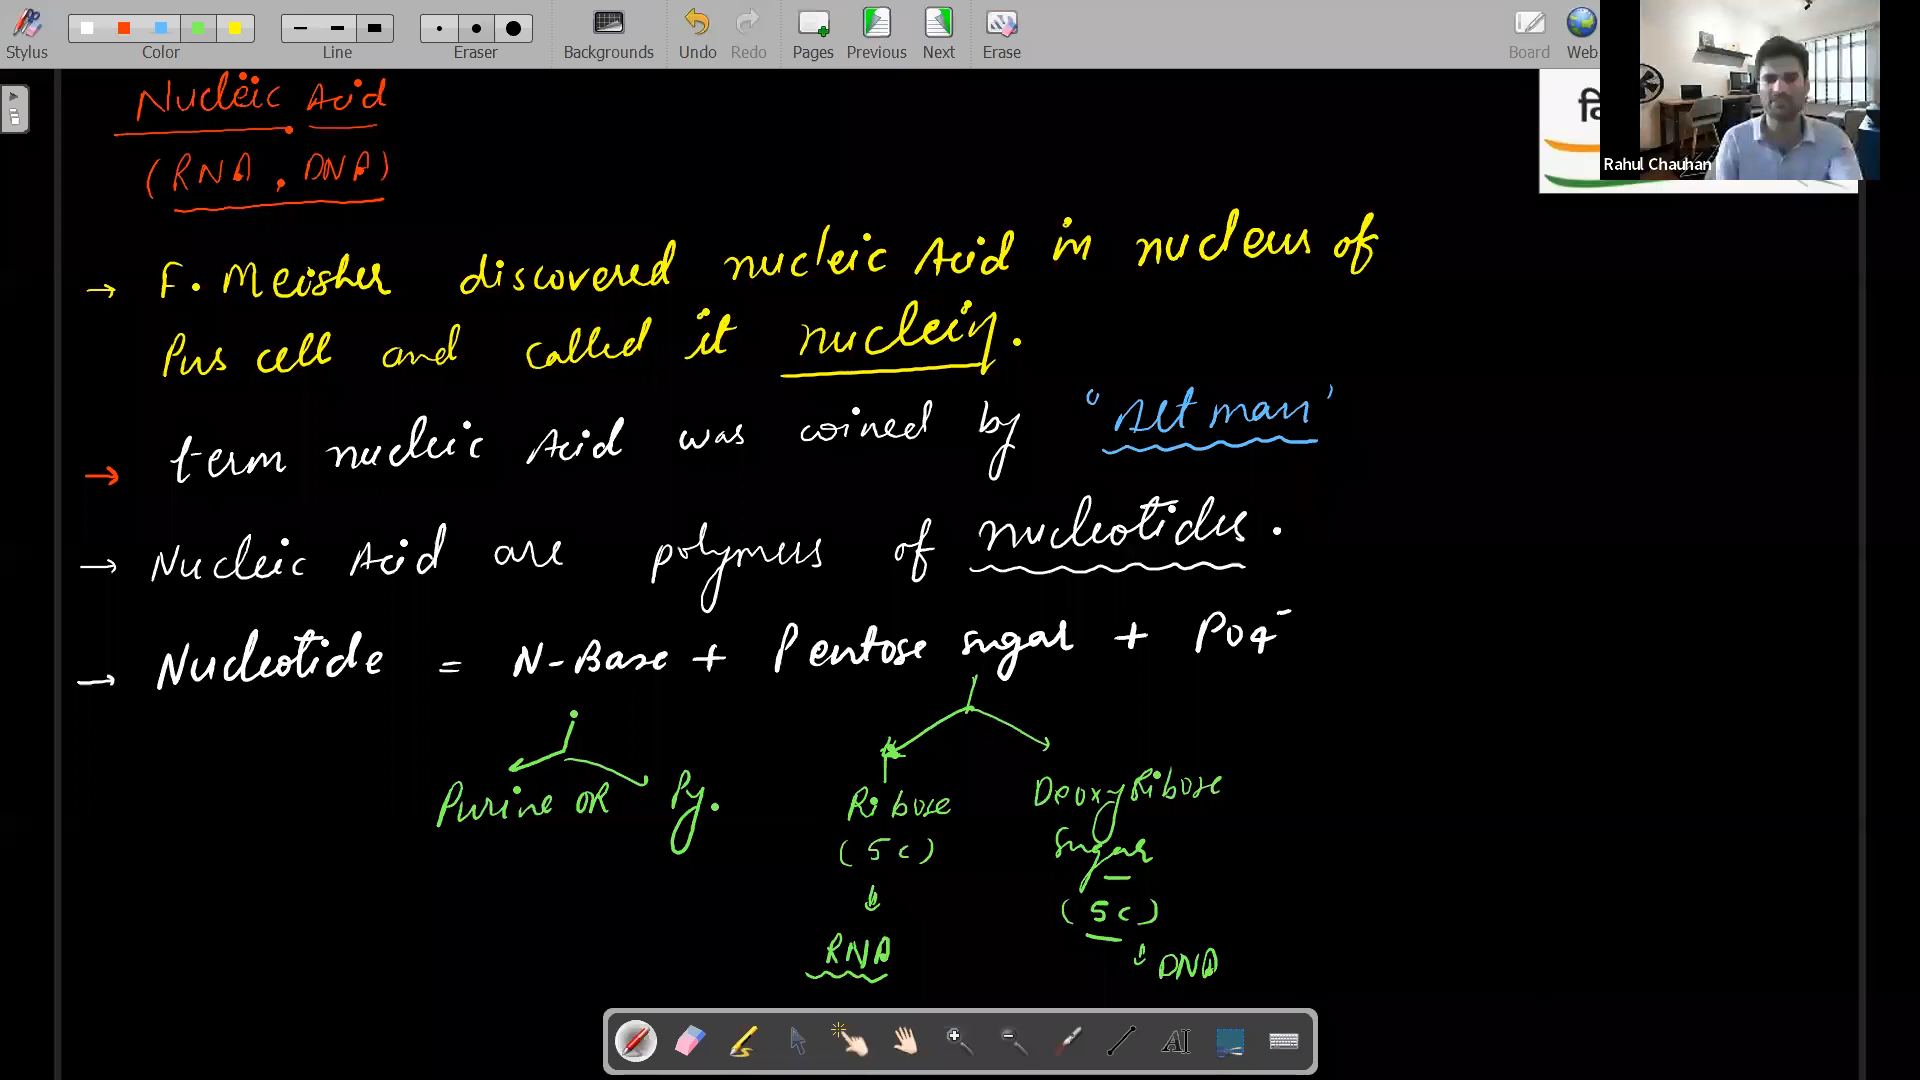 Stylus
Color
Line
Eraser
Backgrounds
Undo
Redo
Pages
Previous
Next
Erase
Board
Web
Rahul Chauhan
Nucleic Acid
(RNA, DNA)
→ F. Meisher discovered nucleic Acid in nucleus of
Pus cell and called it nuclein.
→ term nucleic Acid was coined by "Altman"
→ Nucleic Acid are polymers of nucleotides.
→ Nucleotide = N-Base + Pentose sugar + PO4-
Purine OR Py.
Ribose
(5C)
RNA
Deoxy Ribose
Sugar
(5C)
DNA